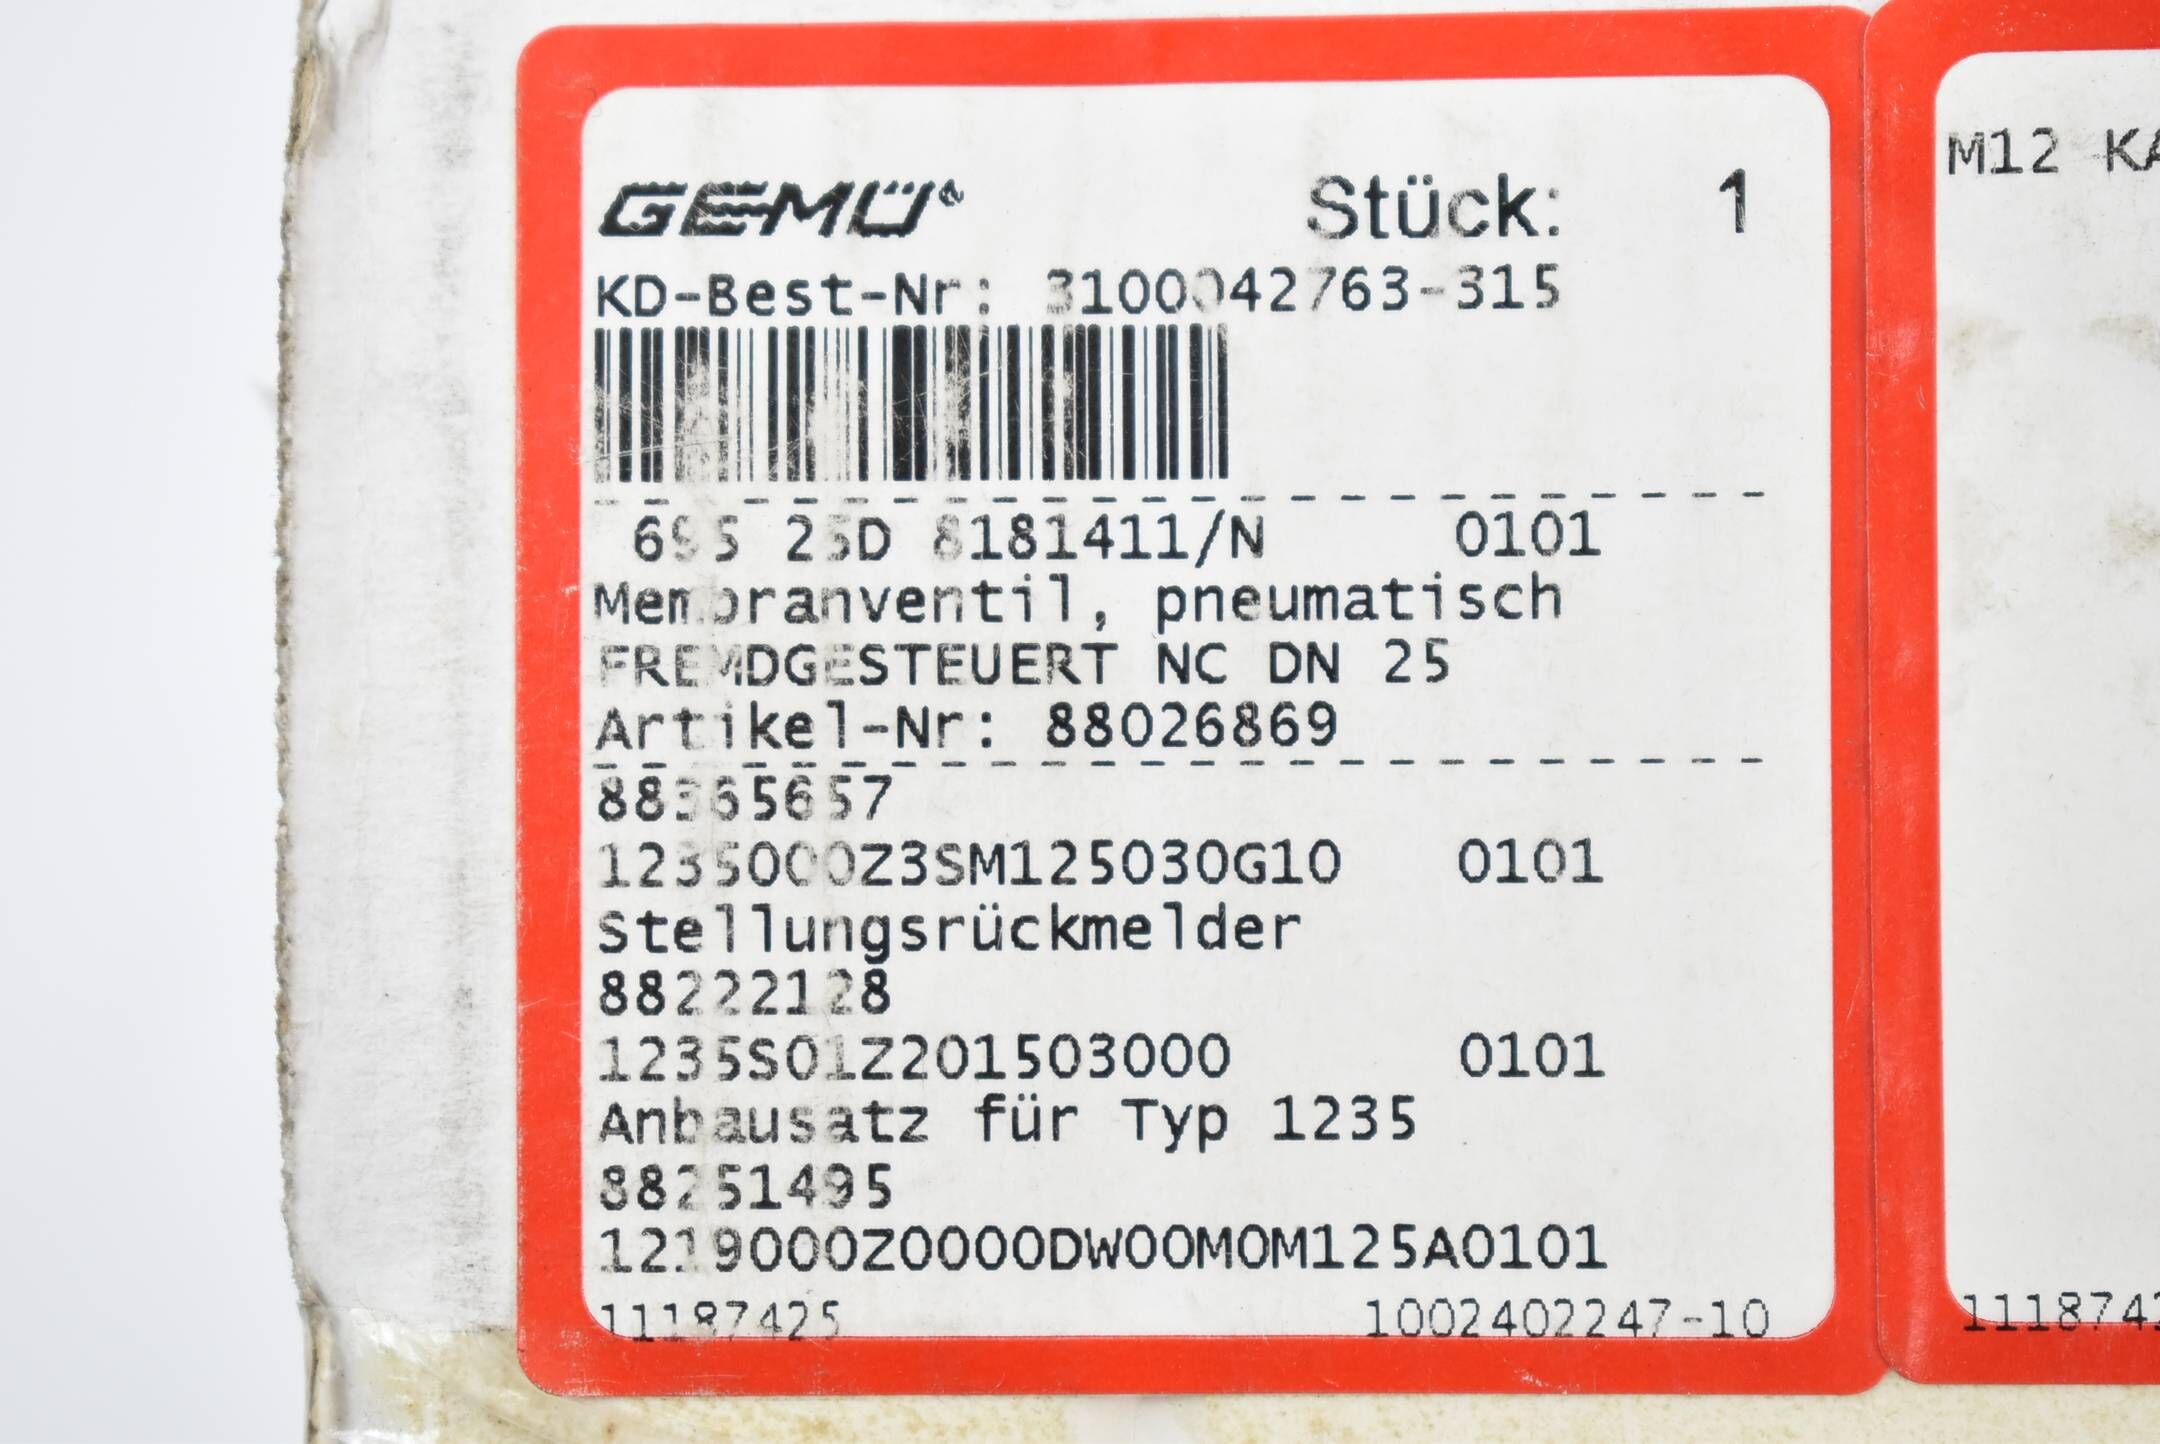 GEMÜ® Stück: 1
KD-Best-Nr: 3100042763-315
695 25D 8181411/N 0101
Membranventil, pneumatisch
FREMDGESTEUERT NC DN 25
Artikel-Nr: 88026869
88365657
1235000Z3SM125030G10 0101
Stellungsrückmelder
88222128
1235S01Z201503000 0101
Anbausatz für Typ 1235
88251495
1219000Z0000DW00M0M125A0101
11187425 1002402247-10
M12